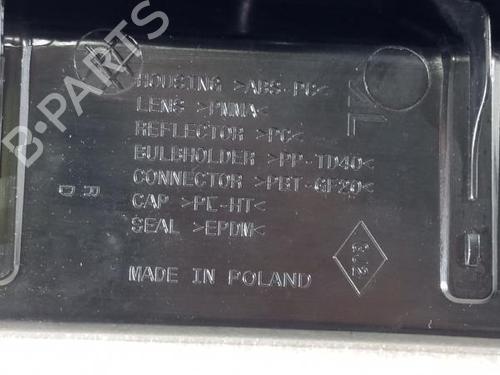 B-PARTS
HOUSING >ABS-PC<
LENS >PMMA<
REFLECTOR >PC<
BULBHOLDER >PP-TD40<
CONNECTOR >PBT-GF20<
CAP >PE-HT<
SEAL >EPDM<
R
D
MADE IN POLAND